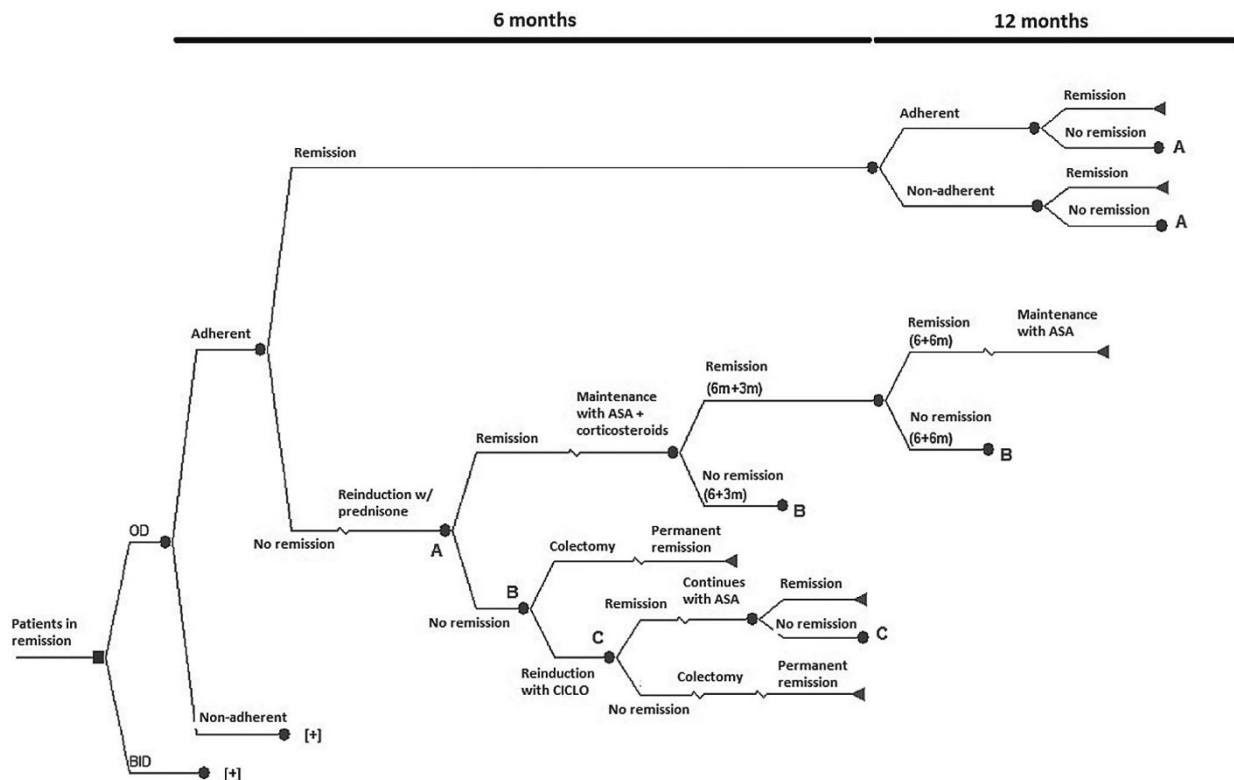 6 months
12 months
Remission
Adherent
No remission
A
Remission
Non-adherent
Remission
No remission
A
Adherent
Remission
(6+6m)
Maintenance
with ASA
Remission
(6m+3m)
Maintenance
with ASA +
corticosteroids
Remission
No remission
(6+6m)
B
Reinduction w/
prednisone
No remission
(6+3m)
B
OD
No remission
A
Colectomy
Permanent
remission
B
Continues
with ASA
Remission
Remission
No remission
No remission
C
C
Patients in
remission
Reinduction
with CICLO
Colectomy
Permanent
remission
No remission
Non-adherent
[+]
BID
[+]